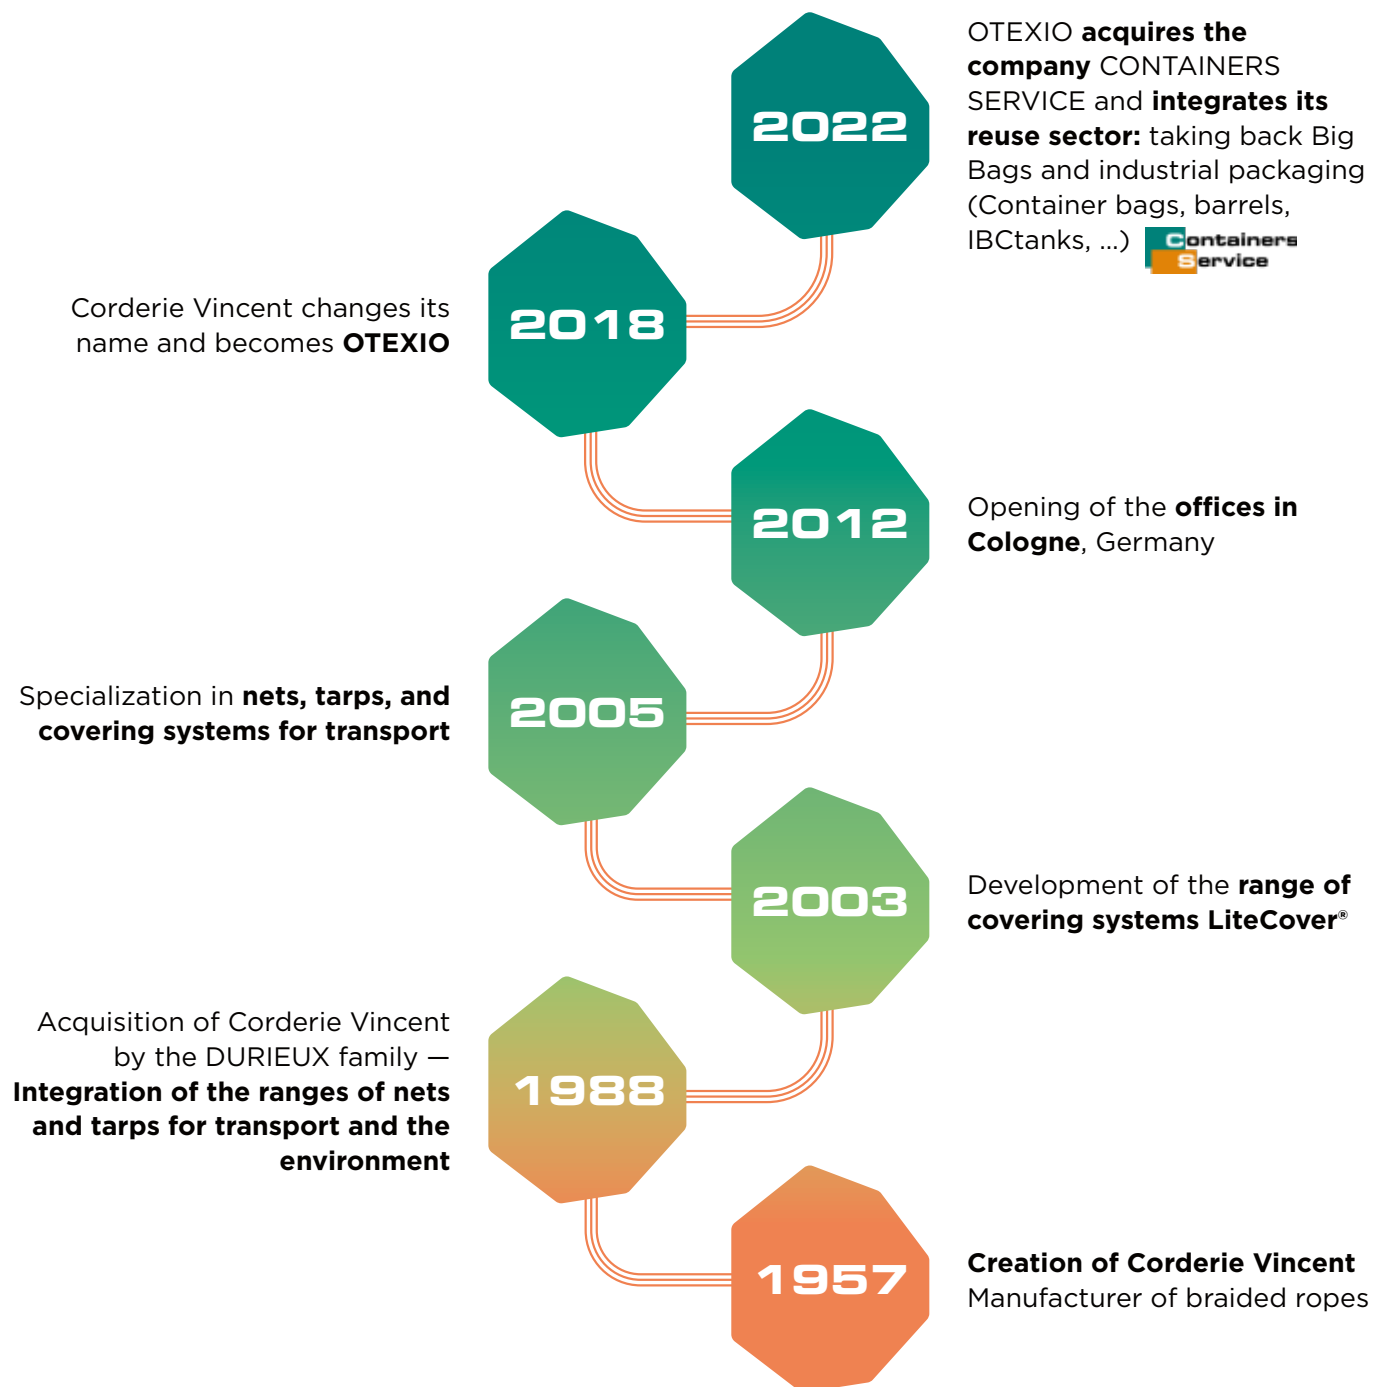 2022
OTEXIO acquires the
company CONTAINERS
SERVICE and integrates its
reuse sector: taking back Big
Bags and industrial packaging
(Container bags, barrels,
IBCtanks, ...)
Containers
Service
2018
Corderie Vincent changes its
name and becomes OTEXIO
2012
Opening of the offices in
Cologne, Germany
2005
Specialization in nets, tarps, and
covering systems for transport
2003
Development of the range of
covering systems LiteCover®
1988
Acquisition of Corderie Vincent
by the DURIEUX family —
Integration of the ranges of nets
and tarps for transport and the
environment
1957
Creation of Corderie Vincent
Manufacturer of braided ropes